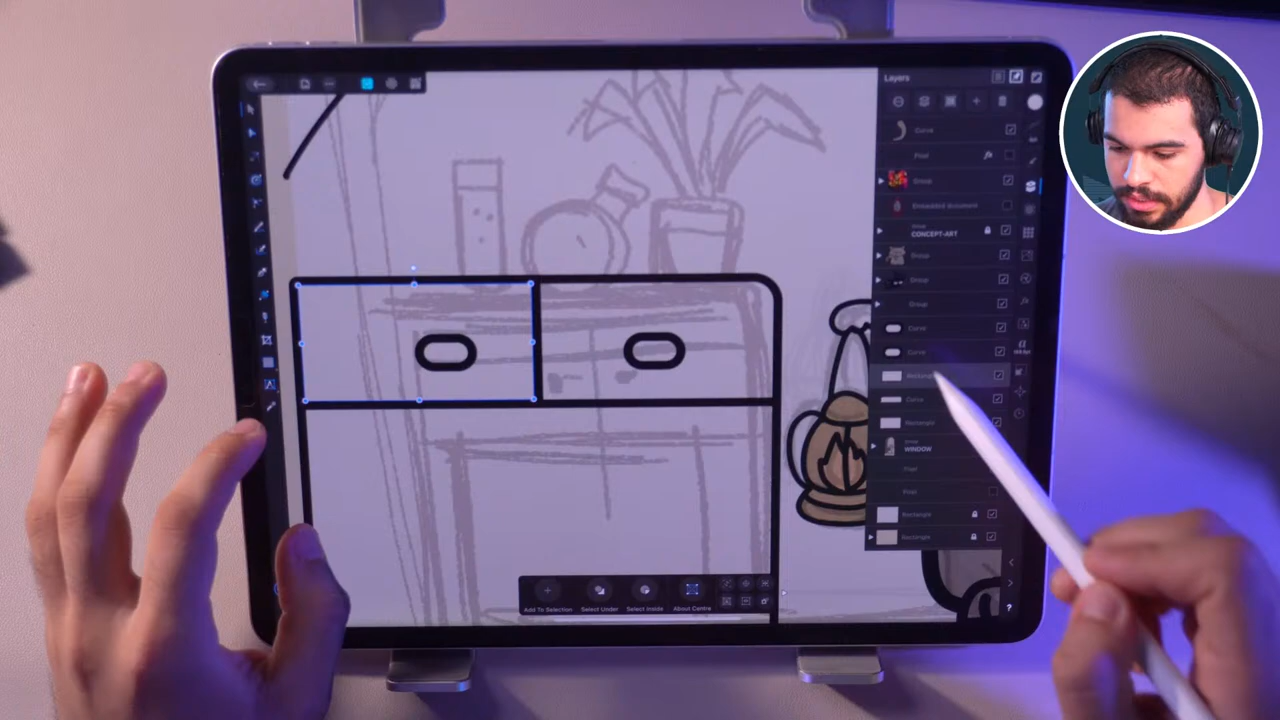 Layers
Curve
Pixel
Group
Embedded document
Group
CONCEPT-ART
Group
Group
Group
Curve
Curve
Rectangle
Curve
Rectangle
Group
WINDOW
Pixel
Pixel
Rectangle
Rectangle
Add To Selection
Select Under
Select Inside
About Centre
?